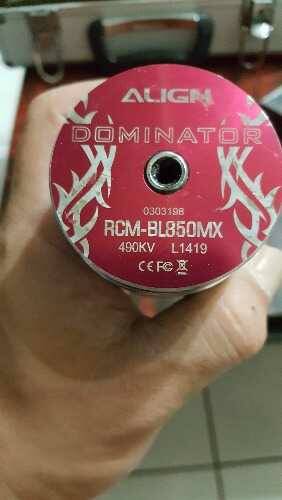 ALIGN
DOMINATOR
0303198
RCM-BL850MX
490KV L1419
CE FC